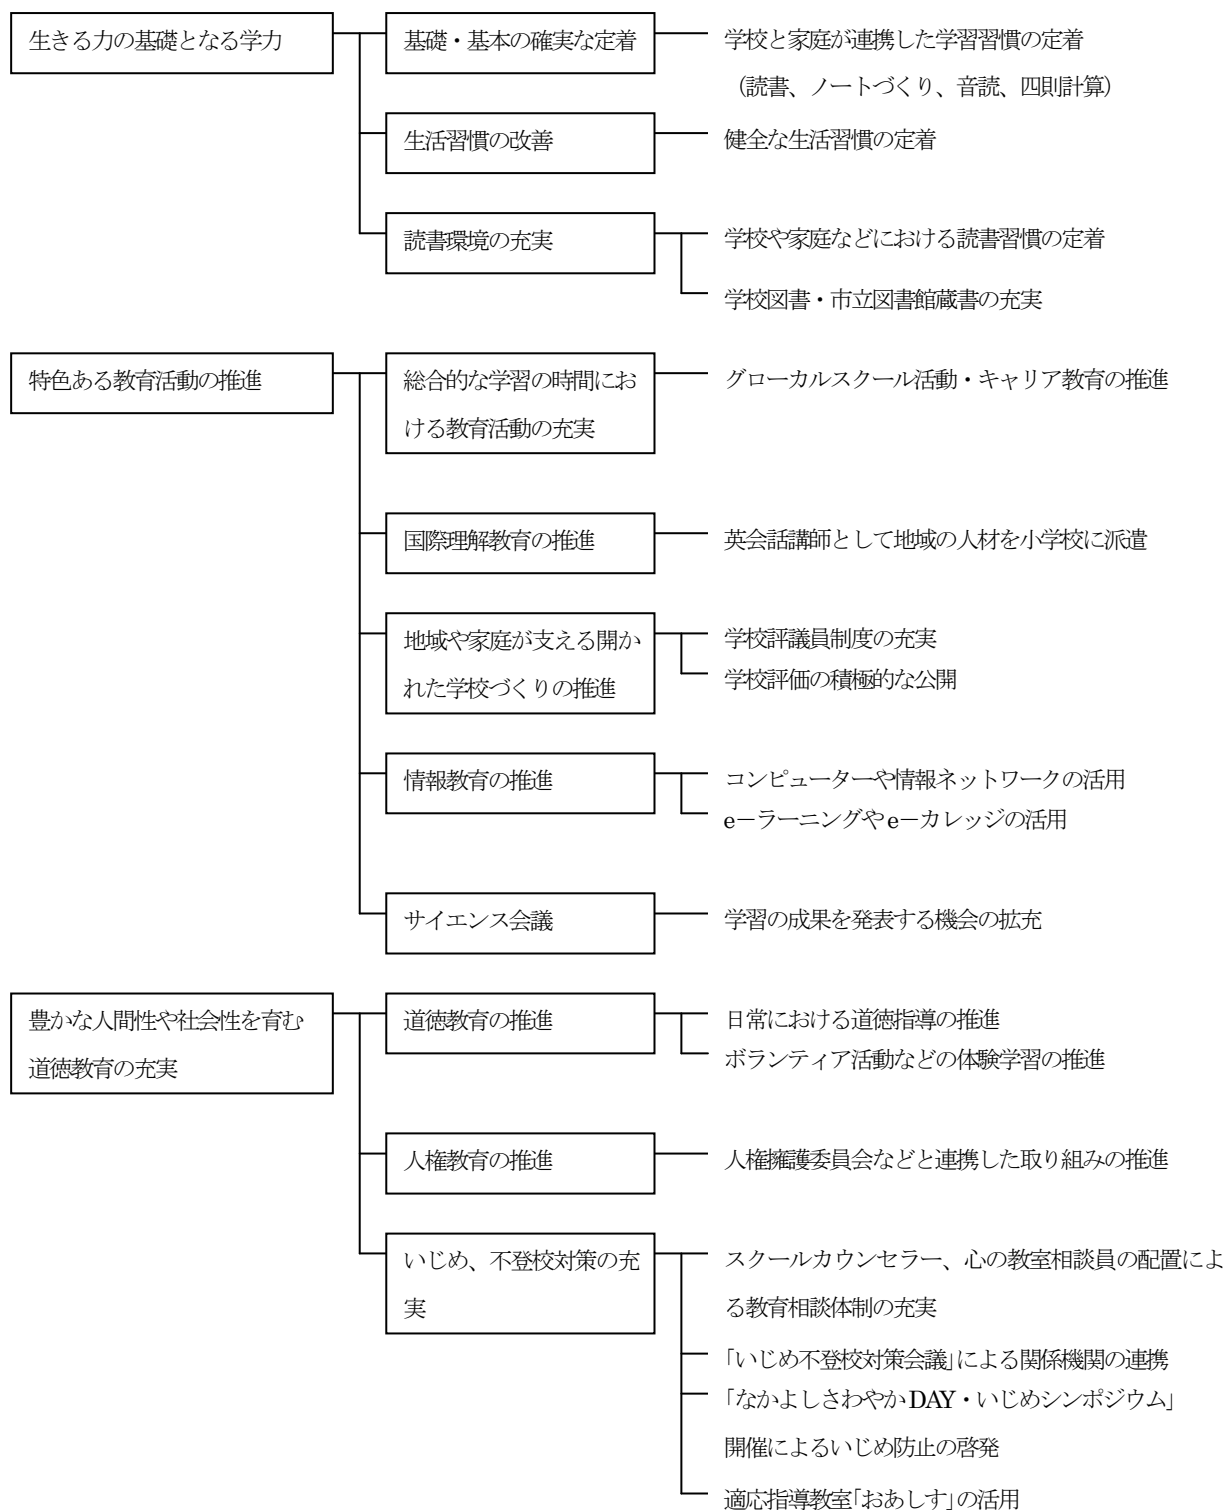 生きる力の基礎となる学力
基礎・基本の確実な定着
学校と家庭が連携した学習習慣の定着
（読書、ノートづくり、音読、四則計算）
生活習慣の改善
健全な生活習慣の定着
読書環境の充実
学校や家庭などにおける読書習慣の定着
学校図書・市立図書館蔵書の充実
特色ある教育活動の推進
総合的な学習の時間にお
ける教育活動の充実
グローカルスクール活動・キャリア教育の推進
国際理解教育の推進
英会話講師として地域の人材を小学校に派遣
地域や家庭が支える開か
れた学校づくりの推進
学校評議員制度の充実
学校評価の積極的な公開
情報教育の推進
コンピューターや情報ネットワークの活用
e－ラーニングやe－カレッジの活用
サイエンス会議
学習の成果を発表する機会の拡充
豊かな人間性や社会性を育む
道徳教育の充実
道徳教育の推進
日常における道徳指導の推進
ボランティア活動などの体験学習の推進
人権教育の推進
人権擁護委員会などと連携した取り組みの推進
いじめ、不登校対策の充
実
スクールカウンセラー、心の教室相談員の配置によ
る教育相談体制の充実
「いじめ不登校対策会議」による関係機関の連携
「なかよしさわやかDAY・いじめシンポジウム」
開催によるいじめ防止の啓発
適応指導教室「おあしす」の活用